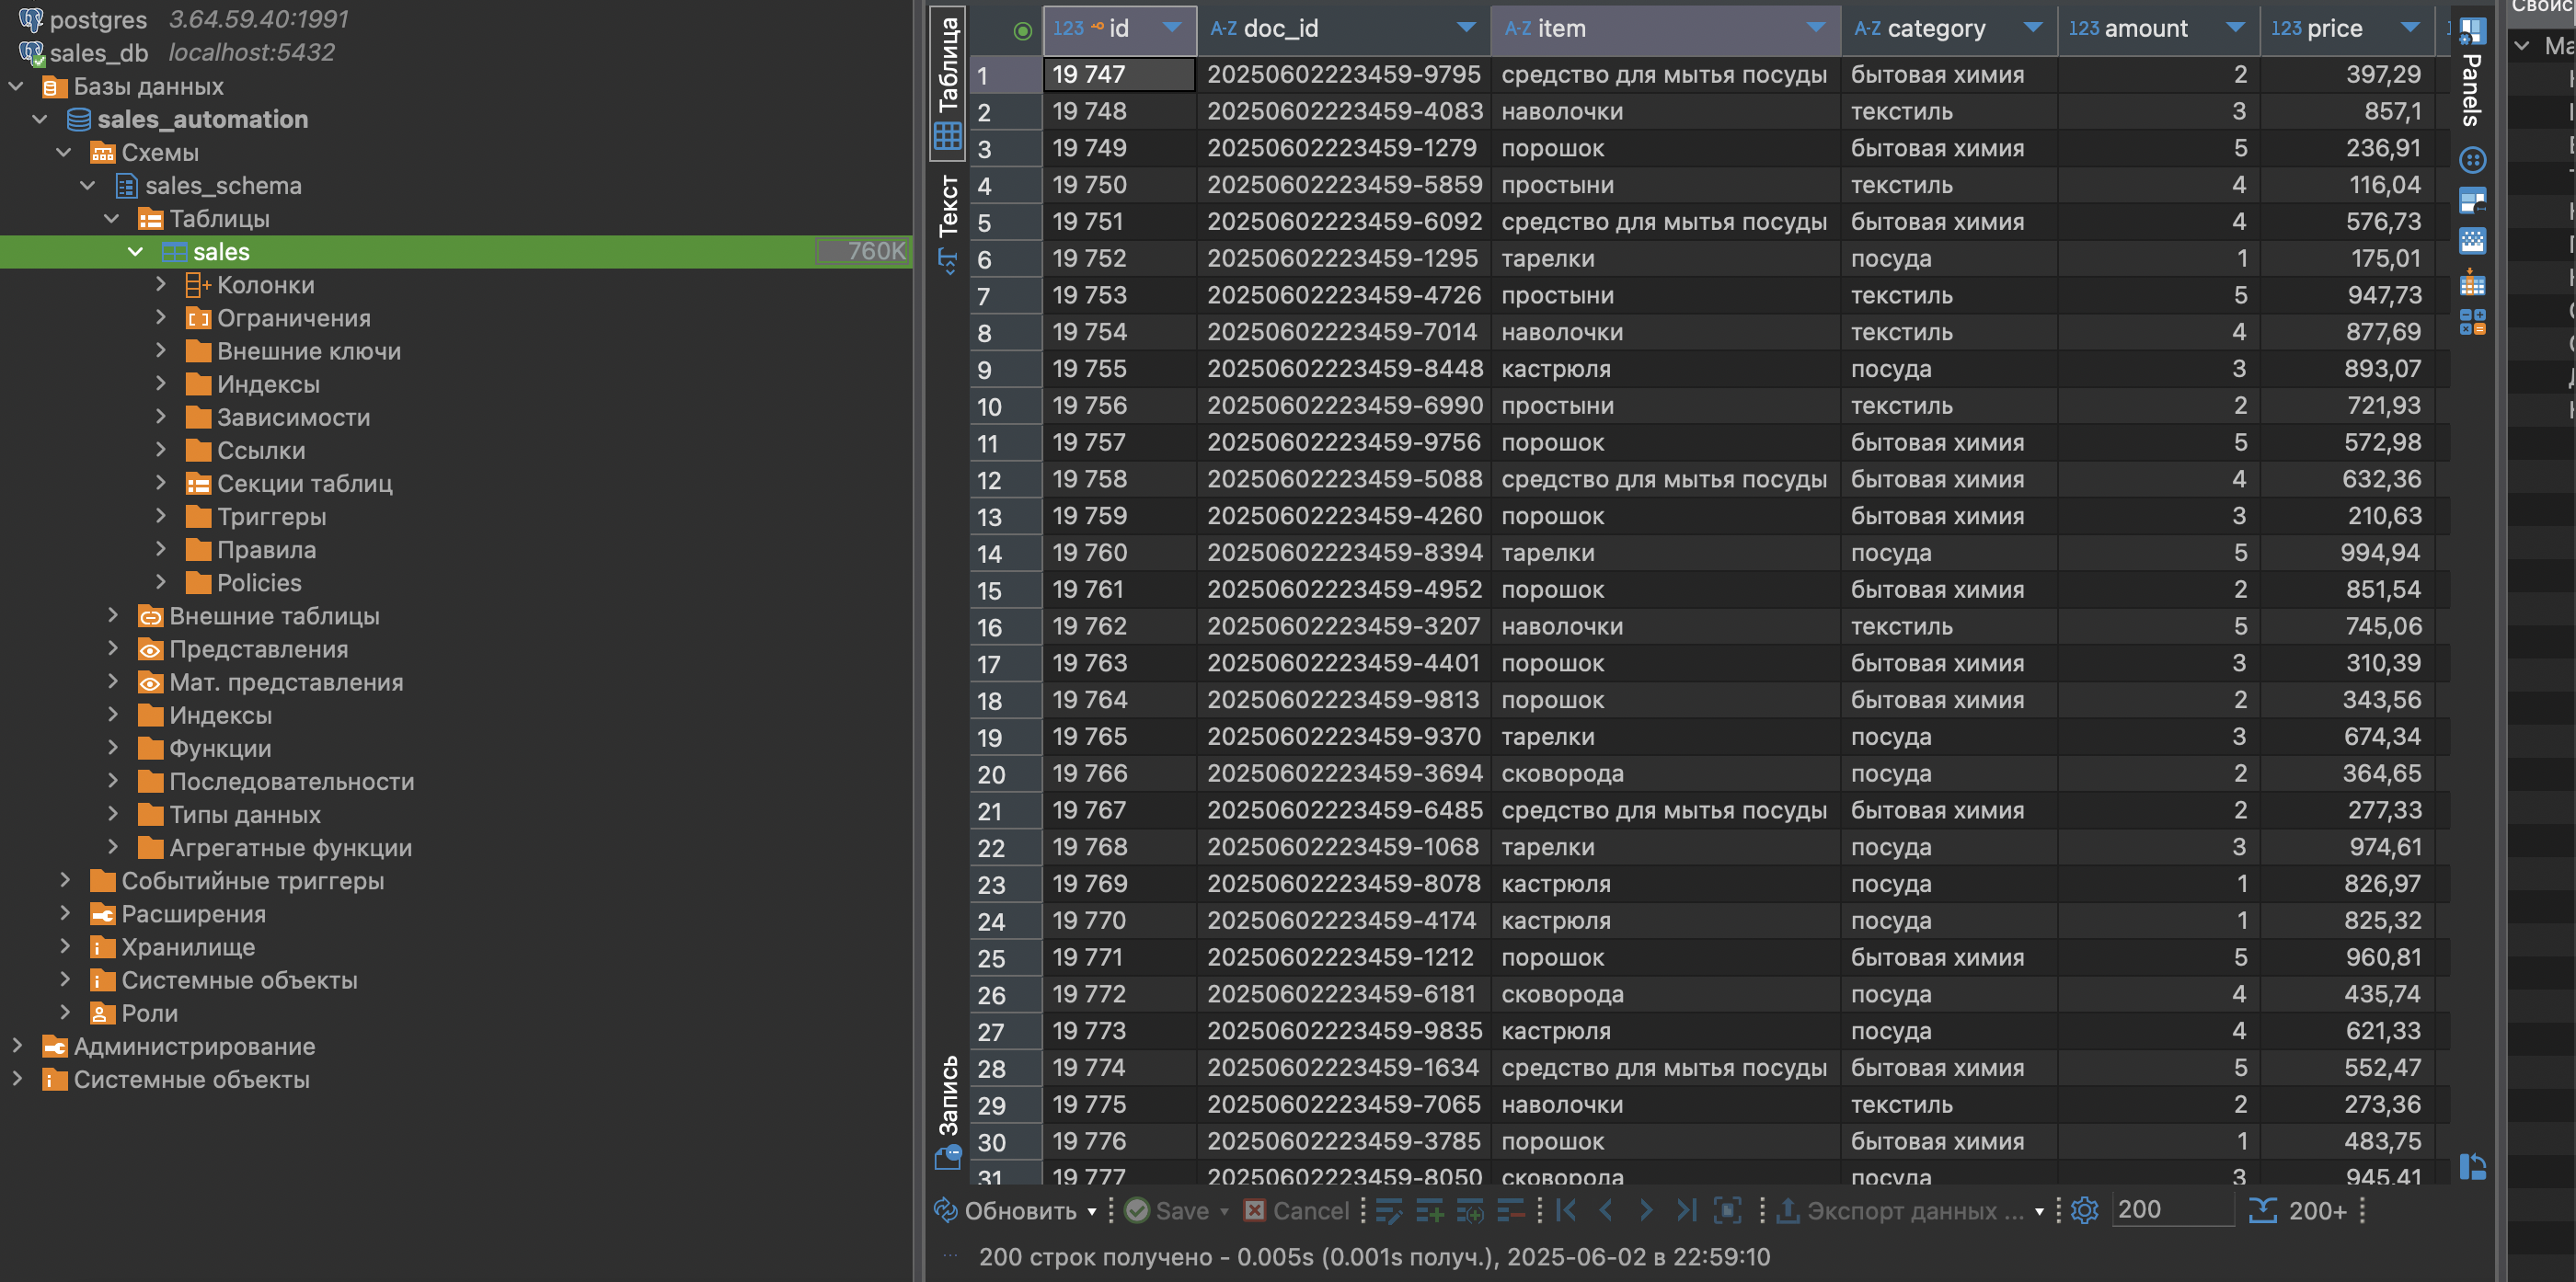 postgres 3.64.59.40:1991
sales_db localhost:5432
Базы данных
sales_automation
Схемы
sales_schema
Таблицы
sales 760K
Колонки
Ограничения
Внешние ключи
Индексы
Зависимости
Ссылки
Секции таблиц
Триггеры
Правила
Policies
Внешние таблицы
Представления
Мат. представления
Индексы
Функции
Последовательности
Типы данных
Агрегатные функции
Событийные триггеры
Расширения
Хранилище
Системные объекты
Роли
Администрирование
Системные объекты
Таблица
Текст
Запись
123 id A-Z doc_id A-Z item A-Z category 123 amount 123 price
1 19 747 20250602223459-9795 средство для мытья посуды бытовая химия 2 397,29
2 19 748 20250602223459-4083 наволочки текстиль 3 857,1
3 19 749 20250602223459-1279 порошок бытовая химия 5 236,91
4 19 750 20250602223459-5859 простыни текстиль 4 116,04
5 19 751 20250602223459-6092 средство для мытья посуды бытовая химия 4 576,73
6 19 752 20250602223459-1295 тарелки посуда 1 175,01
7 19 753 20250602223459-4726 простыни текстиль 5 947,73
8 19 754 20250602223459-7014 наволочки текстиль 4 877,69
9 19 755 20250602223459-8448 кастрюля посуда 3 893,07
10 19 756 20250602223459-6990 простыни текстиль 2 721,93
11 19 757 20250602223459-9756 порошок бытовая химия 5 572,98
12 19 758 20250602223459-5088 средство для мытья посуды бытовая химия 4 632,36
13 19 759 20250602223459-4260 порошок бытовая химия 3 210,63
14 19 760 20250602223459-8394 тарелки посуда 5 994,94
15 19 761 20250602223459-4952 порошок бытовая химия 2 851,54
16 19 762 20250602223459-3207 наволочки текстиль 5 745,06
17 19 763 20250602223459-4401 порошок бытовая химия 3 310,39
18 19 764 20250602223459-9813 порошок бытовая химия 2 343,56
19 19 765 20250602223459-9370 тарелки посуда 3 674,34
20 19 766 20250602223459-3694 сковорода посуда 2 364,65
21 19 767 20250602223459-6485 средство для мытья посуды бытовая химия 2 277,33
22 19 768 20250602223459-1068 тарелки посуда 3 974,61
23 19 769 20250602223459-8078 кастрюля посуда 1 826,97
24 19 770 20250602223459-4174 кастрюля посуда 1 825,32
25 19 771 20250602223459-1212 порошок бытовая химия 5 960,81
26 19 772 20250602223459-6181 сковорода посуда 4 435,74
27 19 773 20250602223459-9835 кастрюля посуда 4 621,33
28 19 774 20250602223459-1634 средство для мытья посуды бытовая химия 5 552,47
29 19 775 20250602223459-7065 наволочки текстиль 2 273,36
30 19 776 20250602223459-3785 порошок бытовая химия 1 483,75
31 19 777 20250602223459-8050 сковорода посуда 3 945,41
Обновить Save Cancel Экспорт данных ... 200 200+
200 строк получено - 0.005s (0.001s получ.), 2025-06-02 в 22:59:10
Panels